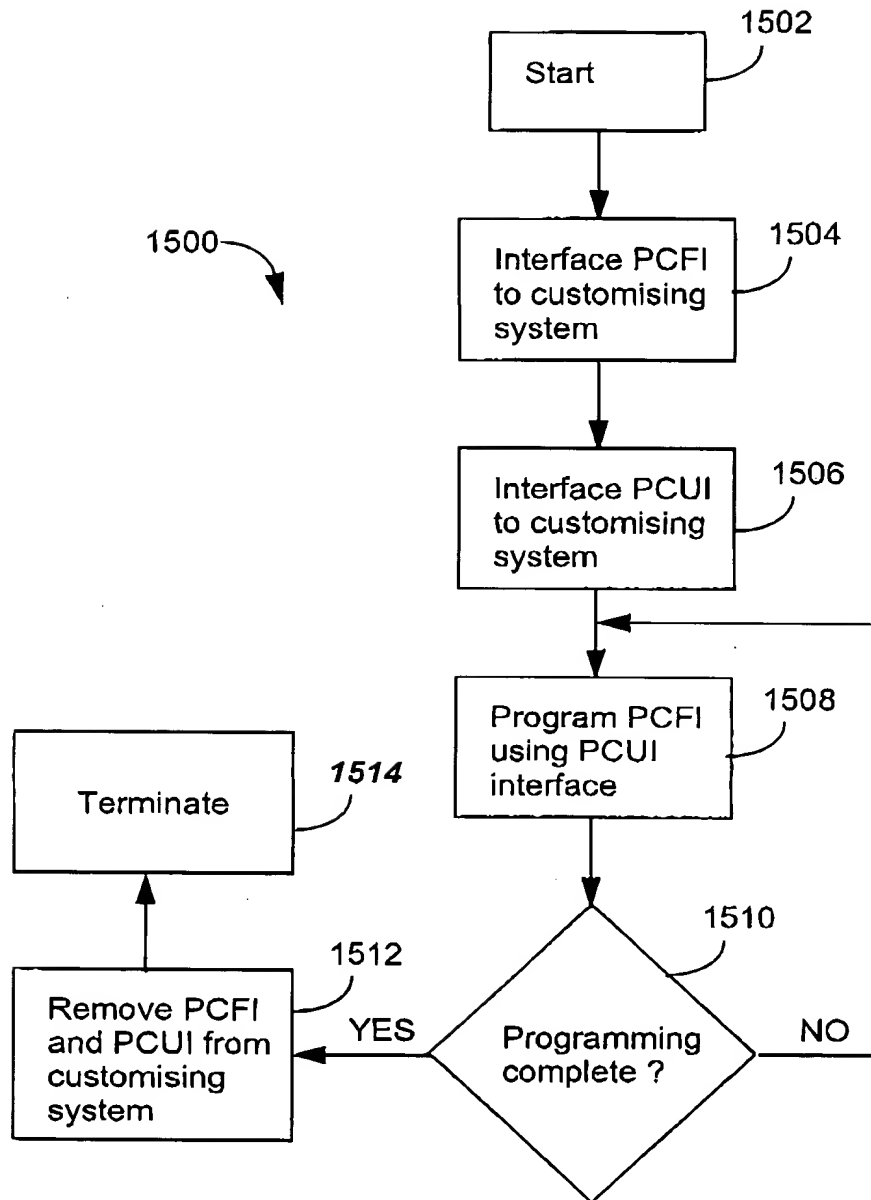 1502
Start
1500
1504
Interface PCFI
to customising
system
1506
Interface PCUI
to customising
system
1508
Program PCFI
using PCUI
interface
1514
Terminate
1510
Programming
complete ?
YES
NO
1512
Remove PCFI
and PCUI from
customising
system